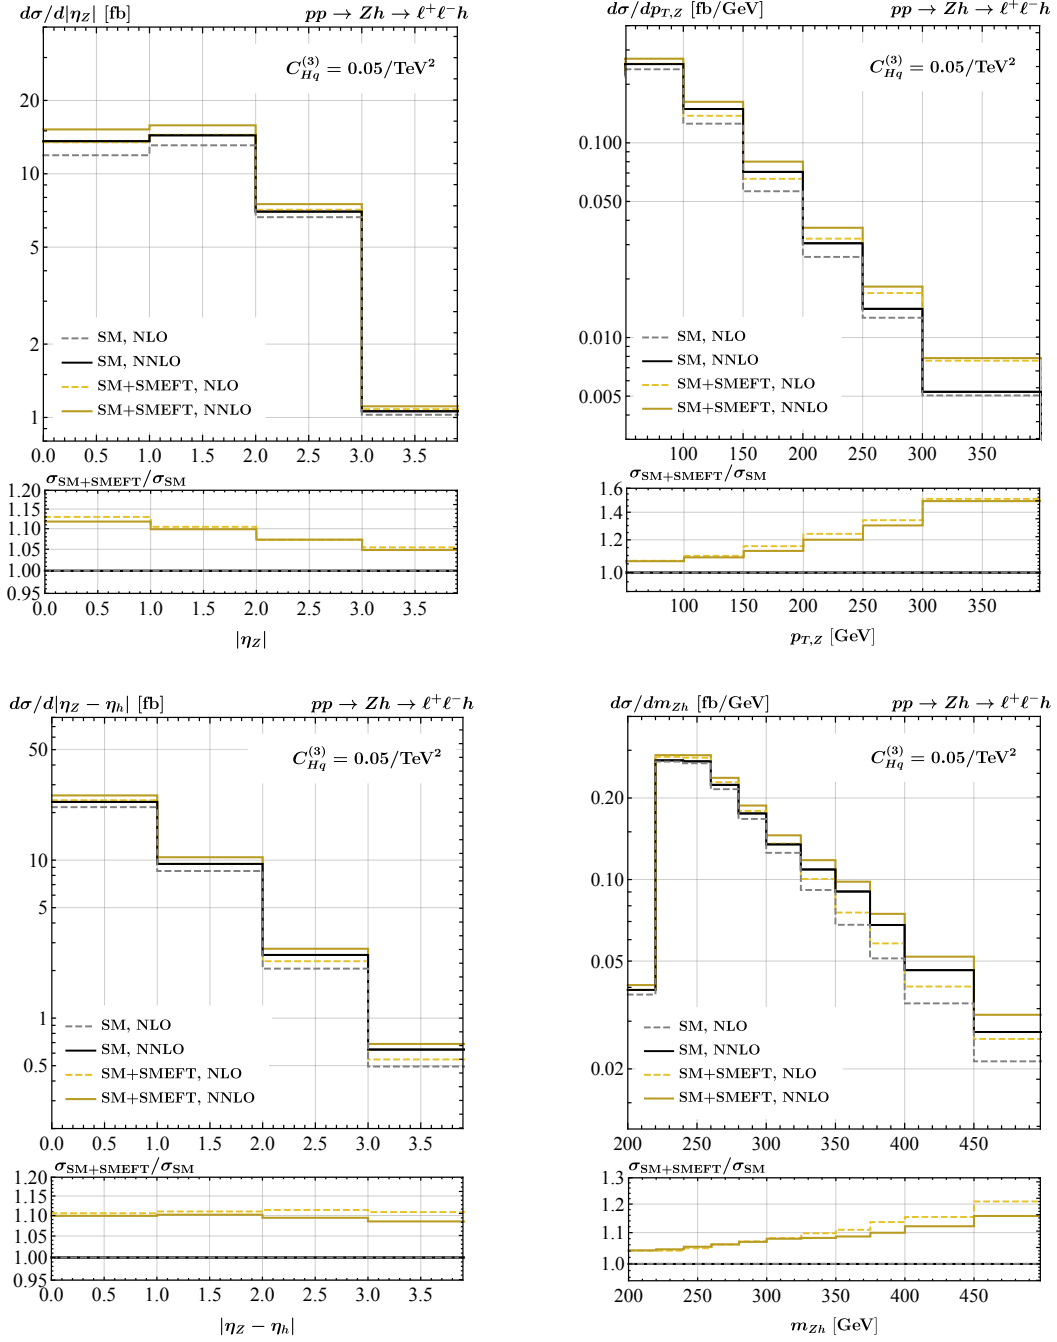 dσ/d|η_Z| [fb] pp → Zh → ℓ⁺ℓ⁻h
C_Hq^(3) = 0.05/TeV²
20
10
5
2
1
SM, NLO
SM, NNLO
SM+SMEFT, NLO
SM+SMEFT, NNLO
0.0 0.5 1.0 1.5 2.0 2.5 3.0 3.5
σ_SM+SMEFT/σ_SM
1.20
1.15
1.10
1.05
1.00
0.95
0.0 0.5 1.0 1.5 2.0 2.5 3.0 3.5
|η_Z|
dσ/dp_T,Z [fb/GeV] pp → Zh → ℓ⁺ℓ⁻h
C_Hq^(3) = 0.05/TeV²
0.100
0.050
0.010
0.005
SM, NLO
SM, NNLO
SM+SMEFT, NLO
SM+SMEFT, NNLO
100 150 200 250 300 350
σ_SM+SMEFT/σ_SM
1.6
1.4
1.2
1.0
100 150 200 250 300 350
p_T,Z [GeV]
dσ/d|η_Z − η_h| [fb] pp → Zh → ℓ⁺ℓ⁻h
C_Hq^(3) = 0.05/TeV²
50
10
5
1
0.5
SM, NLO
SM, NNLO
SM+SMEFT, NLO
SM+SMEFT, NNLO
0.0 0.5 1.0 1.5 2.0 2.5 3.0 3.5
σ_SM+SMEFT/σ_SM
1.20
1.15
1.10
1.05
1.00
0.95
0.0 0.5 1.0 1.5 2.0 2.5 3.0 3.5
|η_Z − η_h|
dσ/dm_Zh [fb/GeV] pp → Zh → ℓ⁺ℓ⁻h
C_Hq^(3) = 0.05/TeV²
0.20
0.10
0.05
0.02
SM, NLO
SM, NNLO
SM+SMEFT, NLO
SM+SMEFT, NNLO
200 250 300 350 400 450
σ_SM+SMEFT/σ_SM
1.3
1.2
1.1
1.0
200 250 300 350 400 450
m_Zh [GeV]